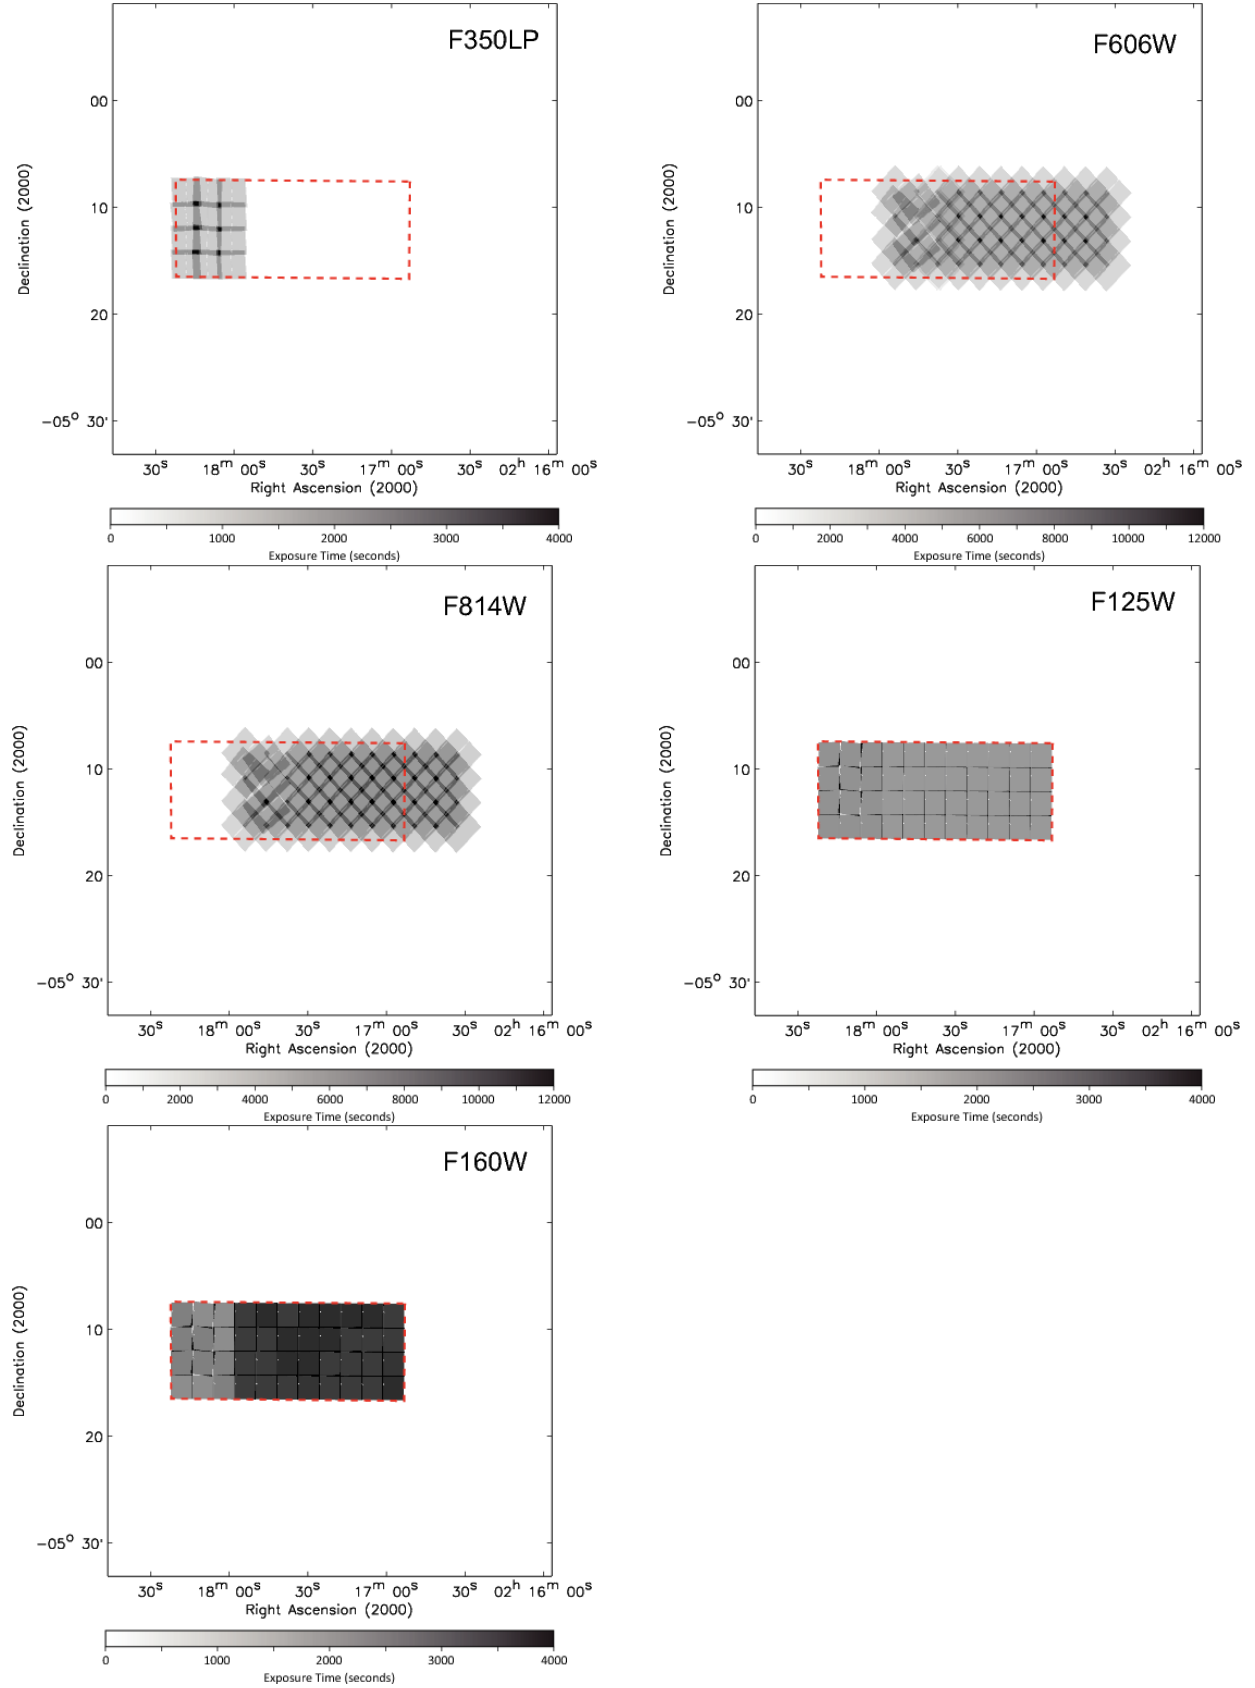 F350LP
00
10
20
−05° 30'
Declination (2000)
30s 18m 00s 30s 17m 00s 30s 02h 16m 00s
Right Ascension (2000)
0 1000 2000 3000 4000
Exposure Time (seconds)
F606W
00
10
20
−05° 30'
Declination (2000)
30s 18m 00s 30s 17m 00s 30s 02h 16m 00s
Right Ascension (2000)
0 2000 4000 6000 8000 10000 12000
Exposure Time (seconds)
F814W
00
10
20
−05° 30'
Declination (2000)
30s 18m 00s 30s 17m 00s 30s 02h 16m 00s
Right Ascension (2000)
0 2000 4000 6000 8000 10000 12000
Exposure Time (seconds)
F125W
00
10
20
−05° 30'
Declination (2000)
30s 18m 00s 30s 17m 00s 30s 02h 16m 00s
Right Ascension (2000)
0 1000 2000 3000 4000
Exposure Time (seconds)
F160W
00
10
20
−05° 30'
Declination (2000)
30s 18m 00s 30s 17m 00s 30s 02h 16m 00s
Right Ascension (2000)
0 1000 2000 3000 4000
Exposure Time (seconds)